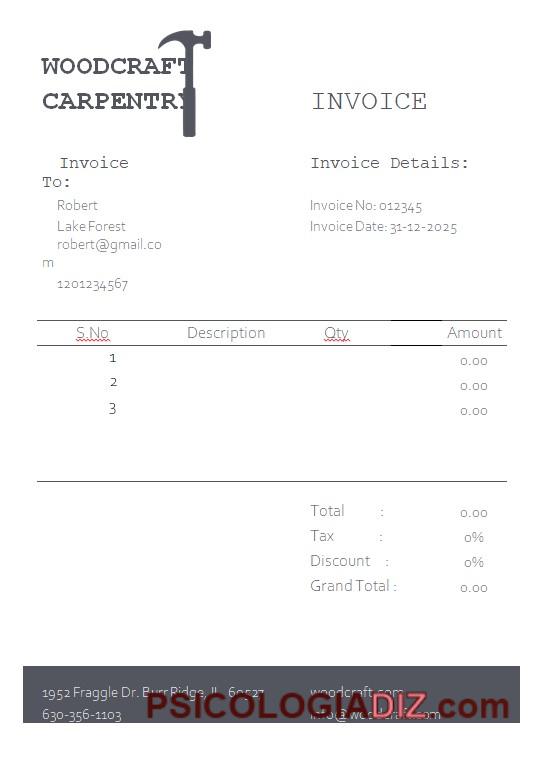 WOODCRAFT
CARPENTRY
INVOICE
Invoice
To:
Robert
Lake Forest
robert@gmail.co
m
1201234567
Invoice Details:
Invoice No: 012345
Invoice Date: 31-12-2025
S.No Description Qty Amount
1 0.00
2 0.00
3 0.00
Total : 0.00
Tax : 0%
Discount : 0%
Grand Total : 0.00
1952 Fraggle Dr. Burr Ridge, IL 60527 woodcraft.com
630-356-1103 info@woodcraft.com
PSICOLOGIADIZ.com